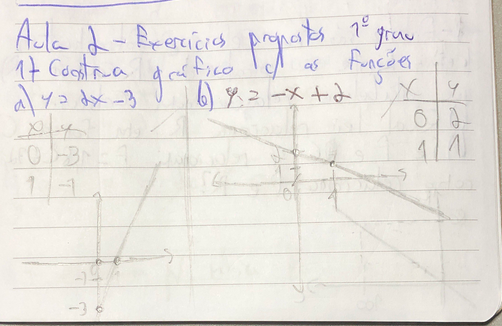 Aula 2 - Exercícios propostos 1º grau
1- Construa gráfico c/ as funções
a) y = 2x - 3
b) y = -x + 2
x y
0 -3
1 -1
x y
0 2
1 1
2
1
0
1
-1
-3